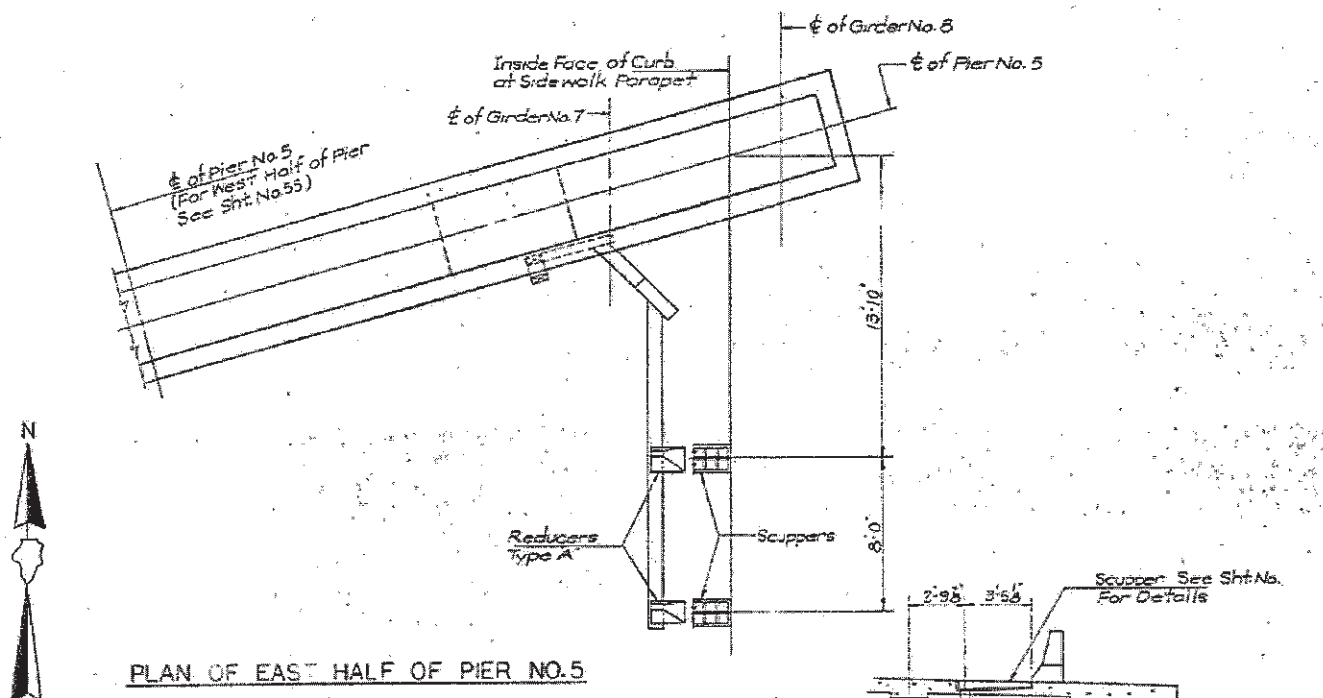 ℄ of Girder No. 8
Inside Face of Curb
at Sidewalk Parapet
℄ of Pier No. 5
℄ of Girder No. 7
℄ of Pier No. 5
(For West Half of Pier
See Sht. No. 55)
13'-10"
N
8'-0"
Reducers
Type A
Scuppers
Scupper See Sht. No.
For Details
PLAN OF EAST HALF OF PIER NO. 5